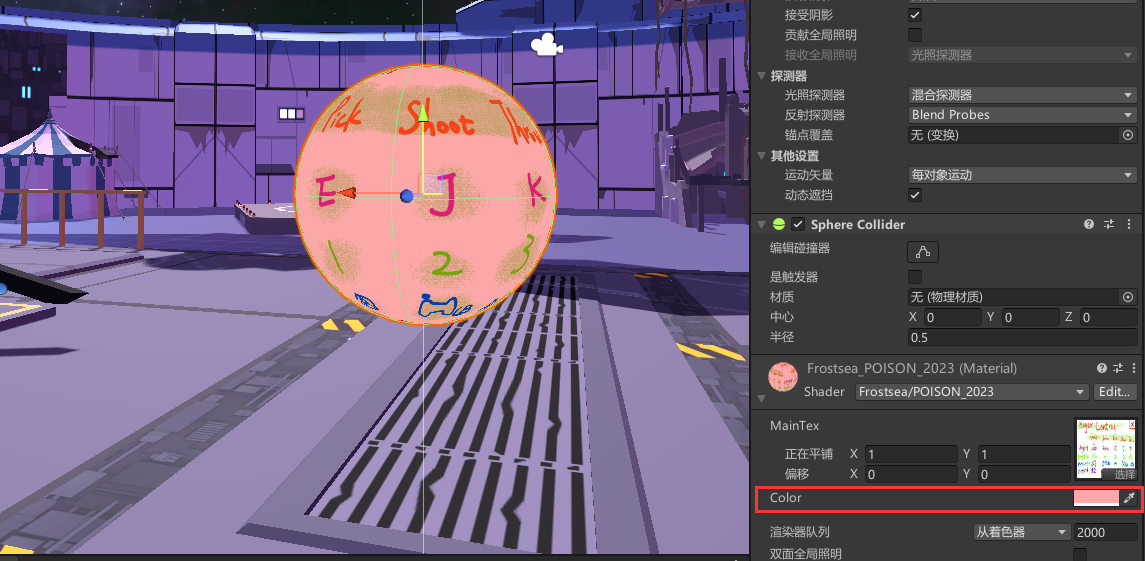 接受阴影
贡献全局照明
接收全局照明 光照探测器
探测器
光照探测器 混合探测器
反射探测器 Blend Probes
锚点覆盖 无 (变换)
其他设置
运动矢量 每对象运动
动态遮挡
Sphere Collider
编辑碰撞器
是触发器
材质 无 (物理材质)
中心 X 0 Y 0 Z 0
半径 0.5
Frostsea_POISON_2023 (Material)
Shader Frostsea/POISON_2023 Edit...
MainTex
正在平铺 X 1 Y 1
偏移 X 0 Y 0
选择
Color
渲染器队列 从着色器 2000
双面全局照明
Pick Shoot
E J K
1 2 3